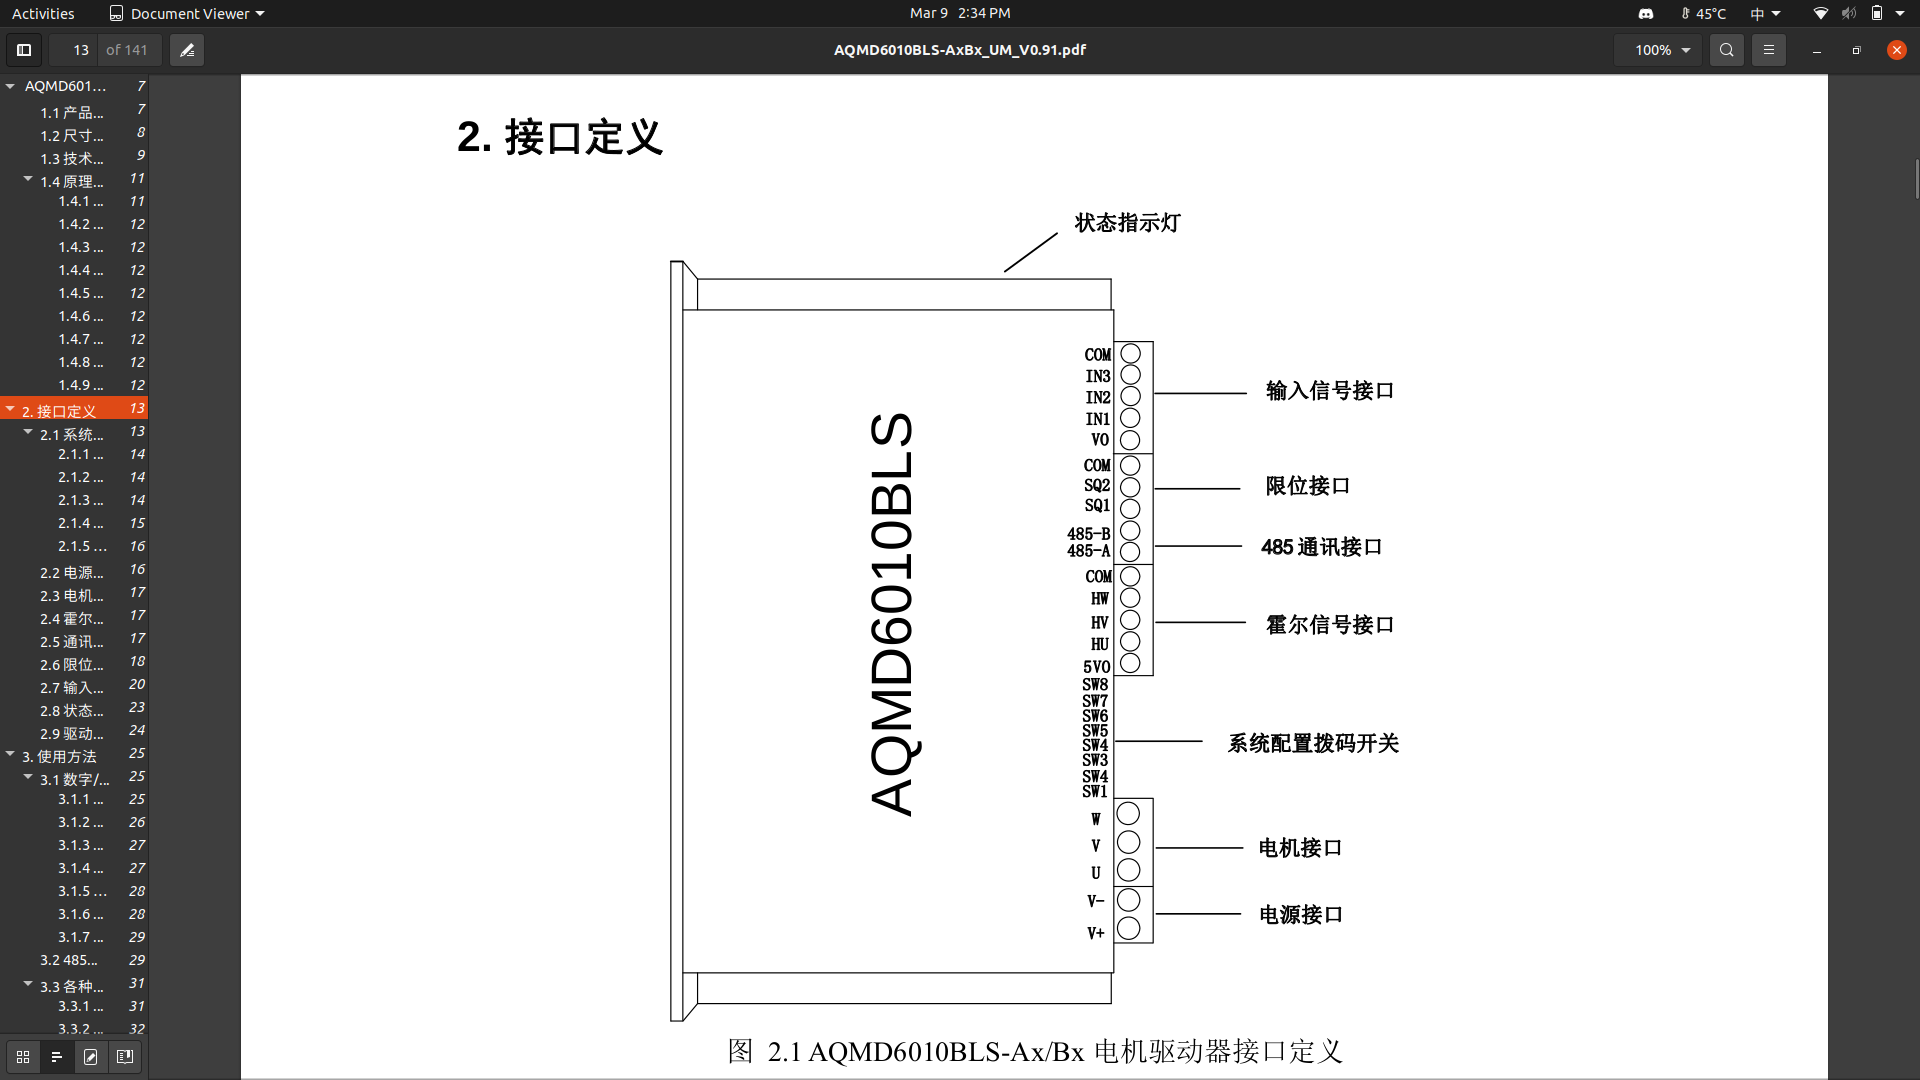 Activities
Document Viewer
Mar 9 2:34 PM
45°C
中
13 of 141
AQMD6010BLS-AxBx_UM_V0.91.pdf
100%
AQMD601... 7
1.1 产品... 7
1.2 尺寸... 8
1.3 技术... 9
1.4 原理... 11
1.4.1 ... 11
1.4.2 ... 12
1.4.3 ... 12
1.4.4 ... 12
1.4.5 ... 12
1.4.6 ... 12
1.4.7 ... 12
1.4.8 ... 12
1.4.9 ... 12
2. 接口定义 13
2.1 系统... 13
2.1.1 ... 14
2.1.2 ... 14
2.1.3 ... 14
2.1.4 ... 15
2.1.5 ... 16
2.2 电源... 16
2.3 电机... 17
2.4 霍尔... 17
2.5 通讯... 17
2.6 限位... 18
2.7 输入... 20
2.8 状态... 23
2.9 驱动... 24
3. 使用方法 25
3.1 数字/... 25
3.1.1 ... 25
3.1.2 ... 26
3.1.3 ... 27
3.1.4 ... 27
3.1.5 ... 28
3.1.6 ... 28
3.1.7 ... 29
3.2 485... 29
3.3 各种... 31
3.3.1 ... 31
3.3.2 ... 32
2. 接口定义
状态指示灯
AQMD6010BLS
COM
IN3
IN2
IN1
VO
输入信号接口
COM
SQ2
SQ1
限位接口
485-B
485-A
485 通讯接口
COM
HW
HV
HU
5VO
霍尔信号接口
SW8
SW7
SW6
SW5
SW4
SW3
SW4
SW1
系统配置拨码开关
W
V
U
电机接口
V-
V+
电源接口
图 2.1 AQMD6010BLS-Ax/Bx 电机驱动器接口定义